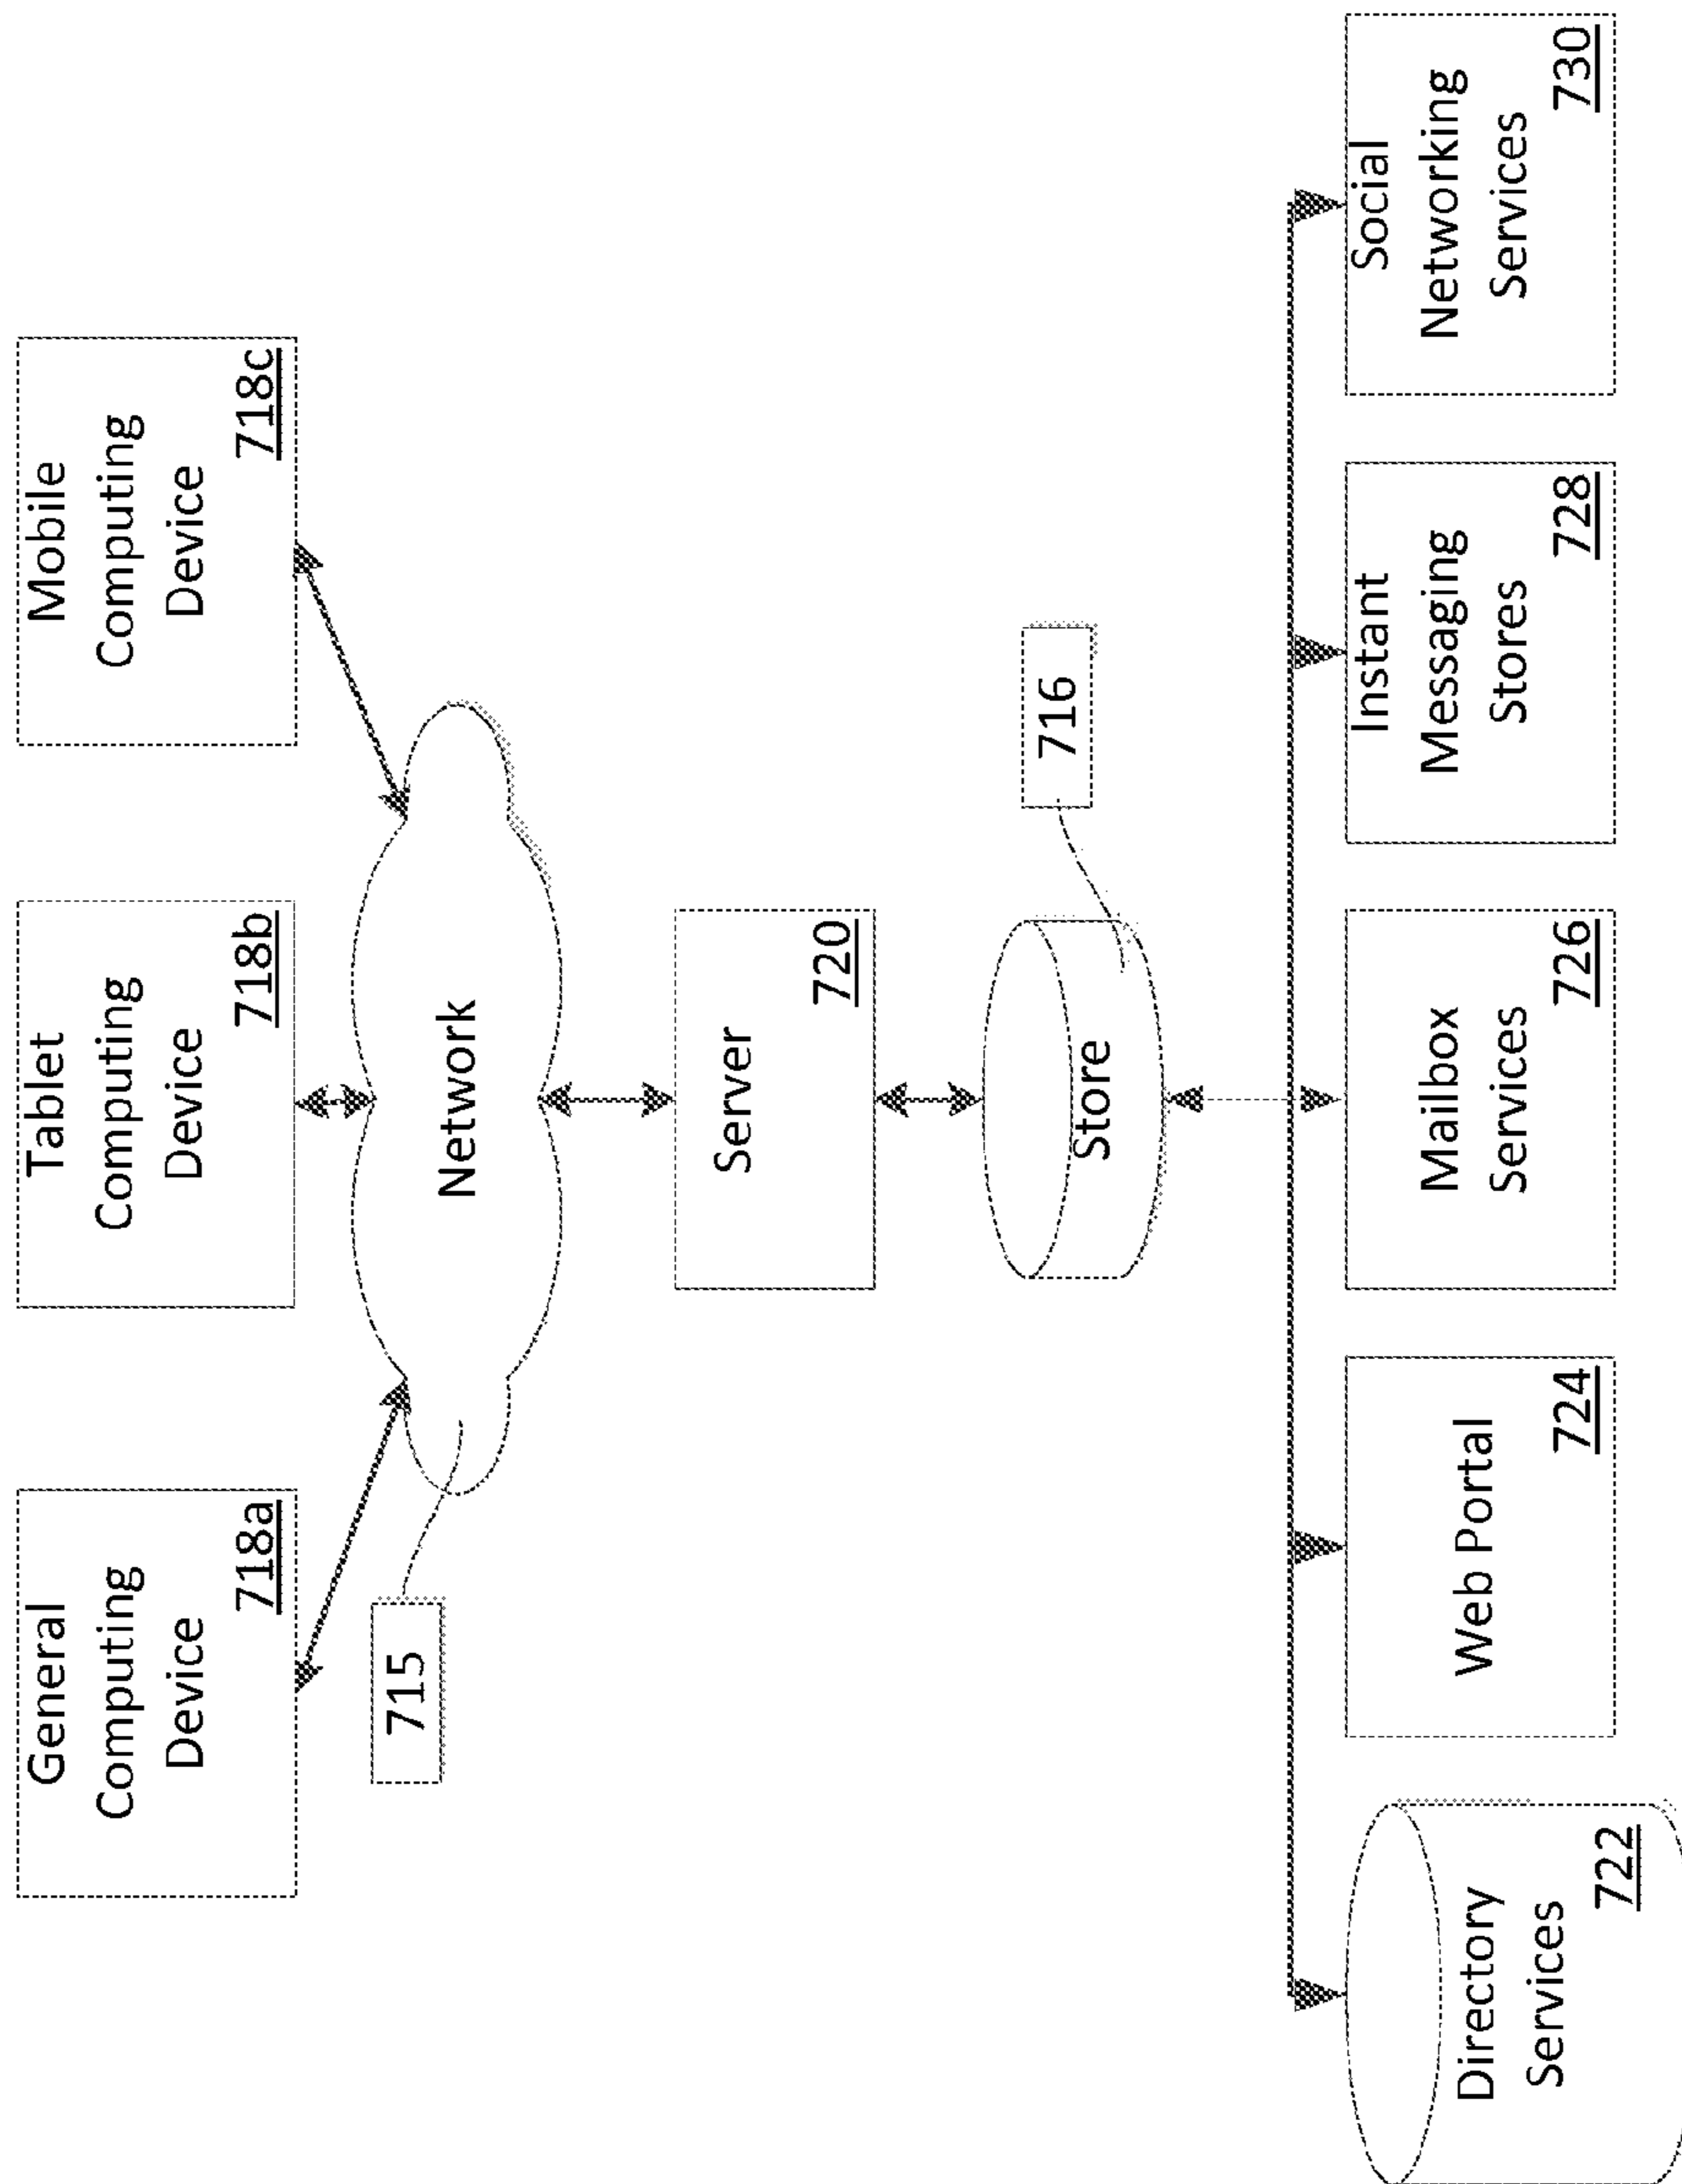 General
Computing
Device
718a
Tablet
Computing
Device
718b
Mobile
Computing
Device
718c
715
Network
Server
720
Store
716
Directory
Services
722
Web Portal
724
Mailbox
Services
726
Instant
Messaging
Stores
728
Social
Networking
Services
730